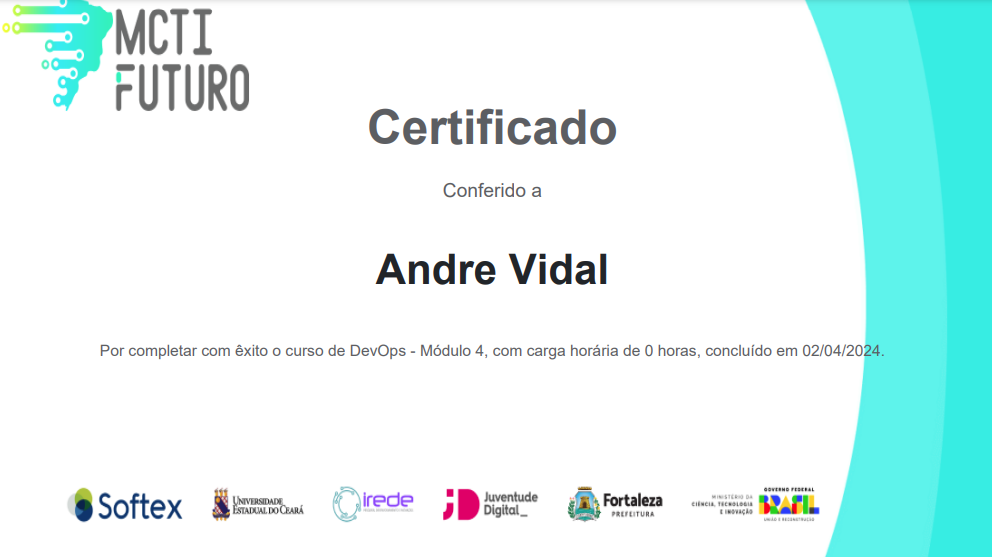 MCTI
FUTURO
Certificado
Conferido a
Andre Vidal
Por completar com êxito o curso de DevOps - Módulo 4, com carga horária de 0 horas, concluído em 02/04/2024.
Softex
UNIVERSIDADE
ESTADUAL DO CEARÁ
irede
Juventude
Digital_
Fortaleza
PREFEITURA
MINISTÉRIO DA
CIÊNCIA, TECNOLOGIA
E INOVAÇÃO
GOVERNO FEDERAL
BRASIL
UNIÃO E RECONSTRUÇÃO